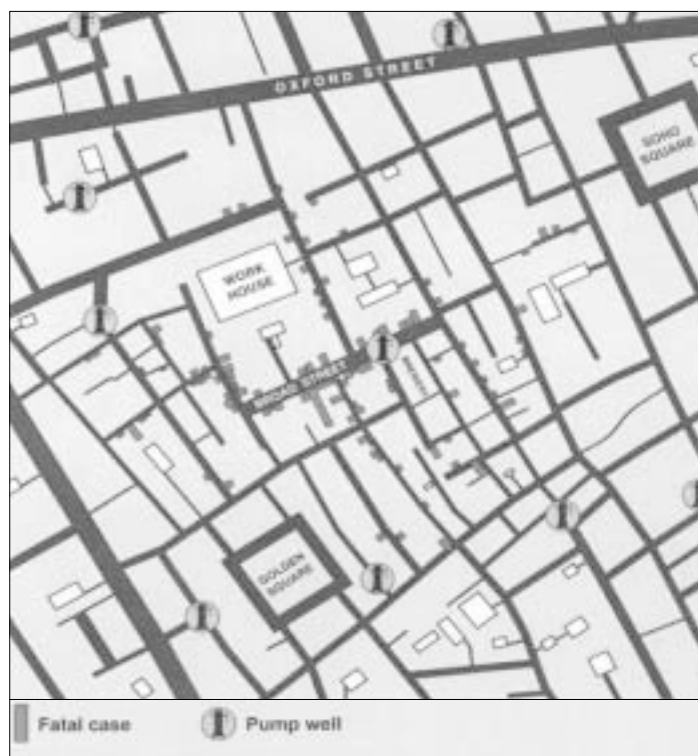 OXFORD STREET
SOHO
SQUARE
WORK
HOUSE
BROAD STREET
GOLDEN
SQUARE
Fatal case
Pump well